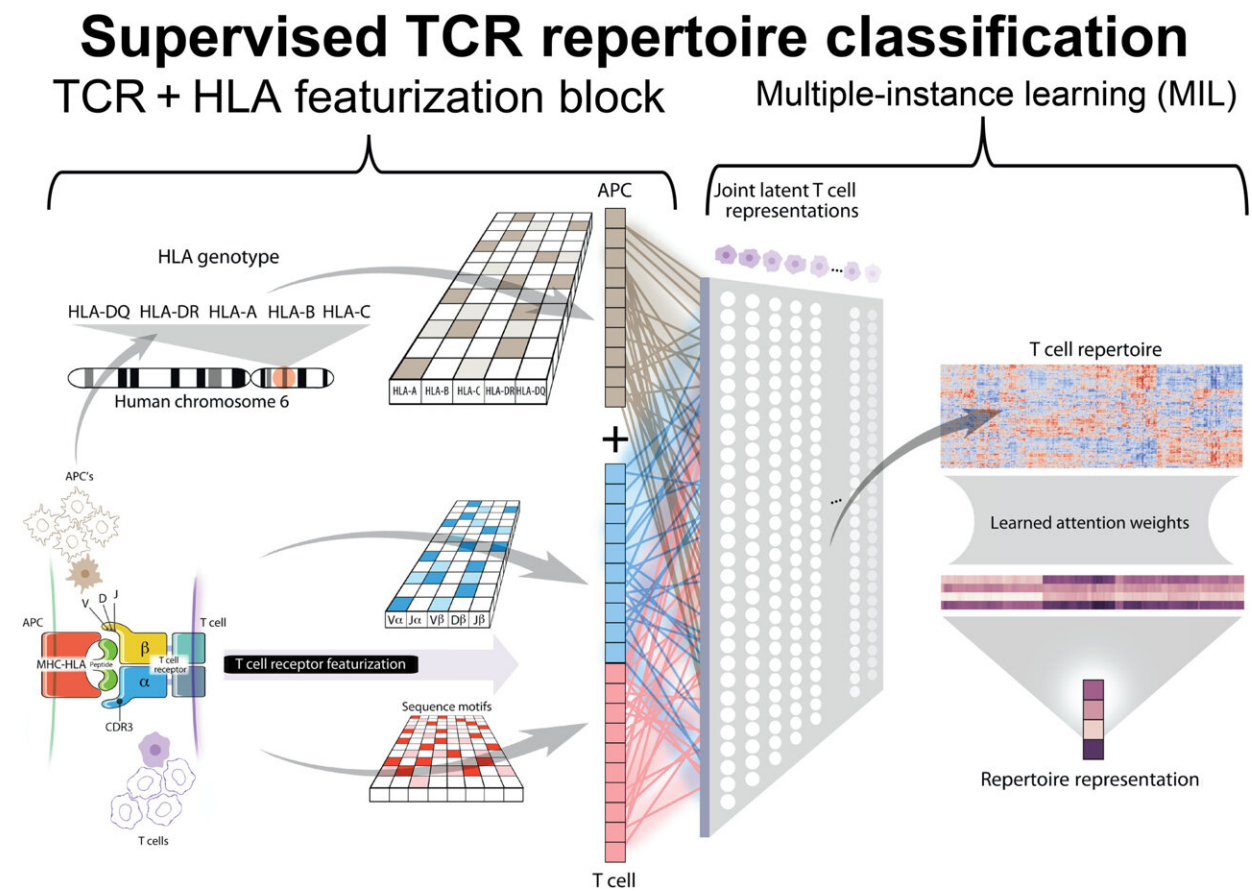 Supervised TCR repertoire classification
TCR + HLA featurization block
Multiple-instance learning (MIL)
APC
Joint latent T cell
representations
HLA genotype
...
HLA-DQ HLA-DR HLA-A HLA-B HLA-C
Human chromosome 6
HLA-A HLA-B HLA-C HLA-DR HLA-DQ
T cell repertoire
+
APC's
...
Learned attention weights
V D J
APC
T cell
MHC-HLA
Peptide
β
T cell
receptor
α
CDR3
Vα Jα Vβ Dβ Jβ
T cell receptor featurization
Sequence motifs
Repertoire representation
T cells
T cell